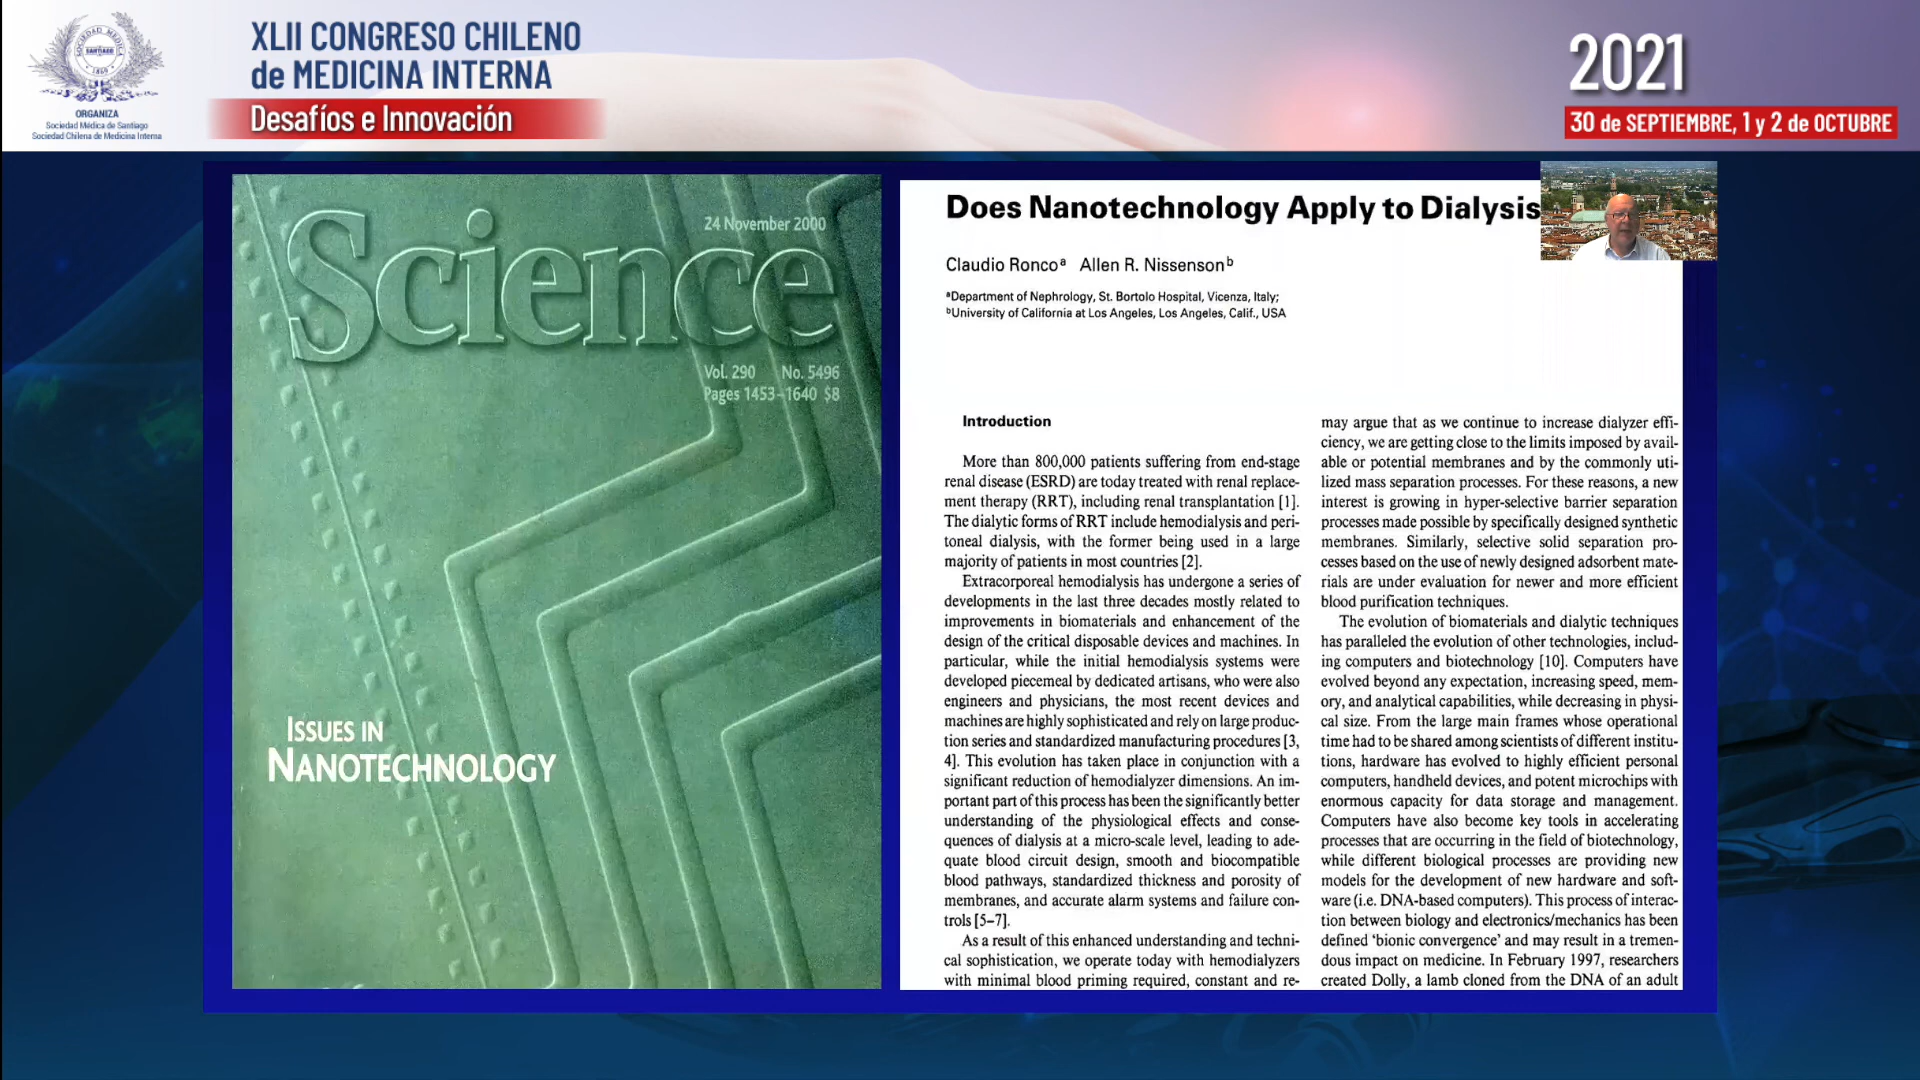 SOCIEDAD MEDICA
SANTIAGO
1869
ORGANIZA
Sociedad Médica de Santiago
Sociedad Chilena de Medicina Interna
XLII CONGRESO CHILENO
de MEDICINA INTERNA
Desafíos e Innovación
2021
30 de SEPTIEMBRE, 1 y 2 de OCTUBRE
24 November 2000
Science
Vol. 290 No. 5496
Pages 1453–1640 $8
ISSUES IN
NANOTECHNOLOGY
Does Nanotechnology Apply to Dialysis
Claudio Ronco a Allen R. Nissenson b
a Department of Nephrology, St. Bortolo Hospital, Vicenza, Italy;
b University of California at Los Angeles, Los Angeles, Calif., USA
Introduction
More than 800,000 patients suffering from end-stage
renal disease (ESRD) are today treated with renal replace-
ment therapy (RRT), including renal transplantation [1].
The dialytic forms of RRT include hemodialysis and peri-
toneal dialysis, with the former being used in a large
majority of patients in most countries [2].
Extracorporeal hemodialysis has undergone a series of
developments in the last three decades mostly related to
improvements in biomaterials and enhancement of the
design of the critical disposable devices and machines. In
particular, while the initial hemodialysis systems were
developed piecemeal by dedicated artisans, who were also
engineers and physicians, the most recent devices and
machines are highly sophisticated and rely on large produc-
tion series and standardized manufacturing procedures [3,
4]. This evolution has taken place in conjunction with a
significant reduction of hemodialyzer dimensions. An im-
portant part of this process has been the significantly better
understanding of the physiological effects and conse-
quences of dialysis at a micro-scale level, leading to ade-
quate blood circuit design, smooth and biocompatible
blood pathways, standardized thickness and porosity of
membranes, and accurate alarm systems and failure con-
trols [5–7].
As a result of this enhanced understanding and techni-
cal sophistication, we operate today with hemodialyzers
with minimal blood priming required, constant and re-
may argue that as we continue to increase dialyzer effi-
ciency, we are getting close to the limits imposed by avail-
able or potential membranes and by the commonly uti-
lized mass separation processes. For these reasons, a new
interest is growing in hyper-selective barrier separation
processes made possible by specifically designed synthetic
membranes. Similarly, selective solid separation pro-
cesses based on the use of newly designed adsorbent mate-
rials are under evaluation for newer and more efficient
blood purification techniques.
The evolution of biomaterials and dialytic techniques
has paralleled the evolution of other technologies, includ-
ing computers and biotechnology [10]. Computers have
evolved beyond any expectation, increasing speed, mem-
ory, and analytical capabilities, while decreasing in physi-
cal size. From the large main frames whose operational
time had to be shared among scientists of different institu-
tions, hardware has evolved to highly efficient personal
computers, handheld devices, and potent microchips with
enormous capacity for data storage and management.
Computers have also become key tools in accelerating
processes that are occurring in the field of biotechnology,
while different biological processes are providing new
models for the development of new hardware and soft-
ware (i.e. DNA-based computers). This process of interac-
tion between biology and electronics/mechanics has been
defined ‘bionic convergence’ and may result in a tremen-
dous impact on medicine. In February 1997, researchers
created Dolly, a lamb cloned from the DNA of an adult